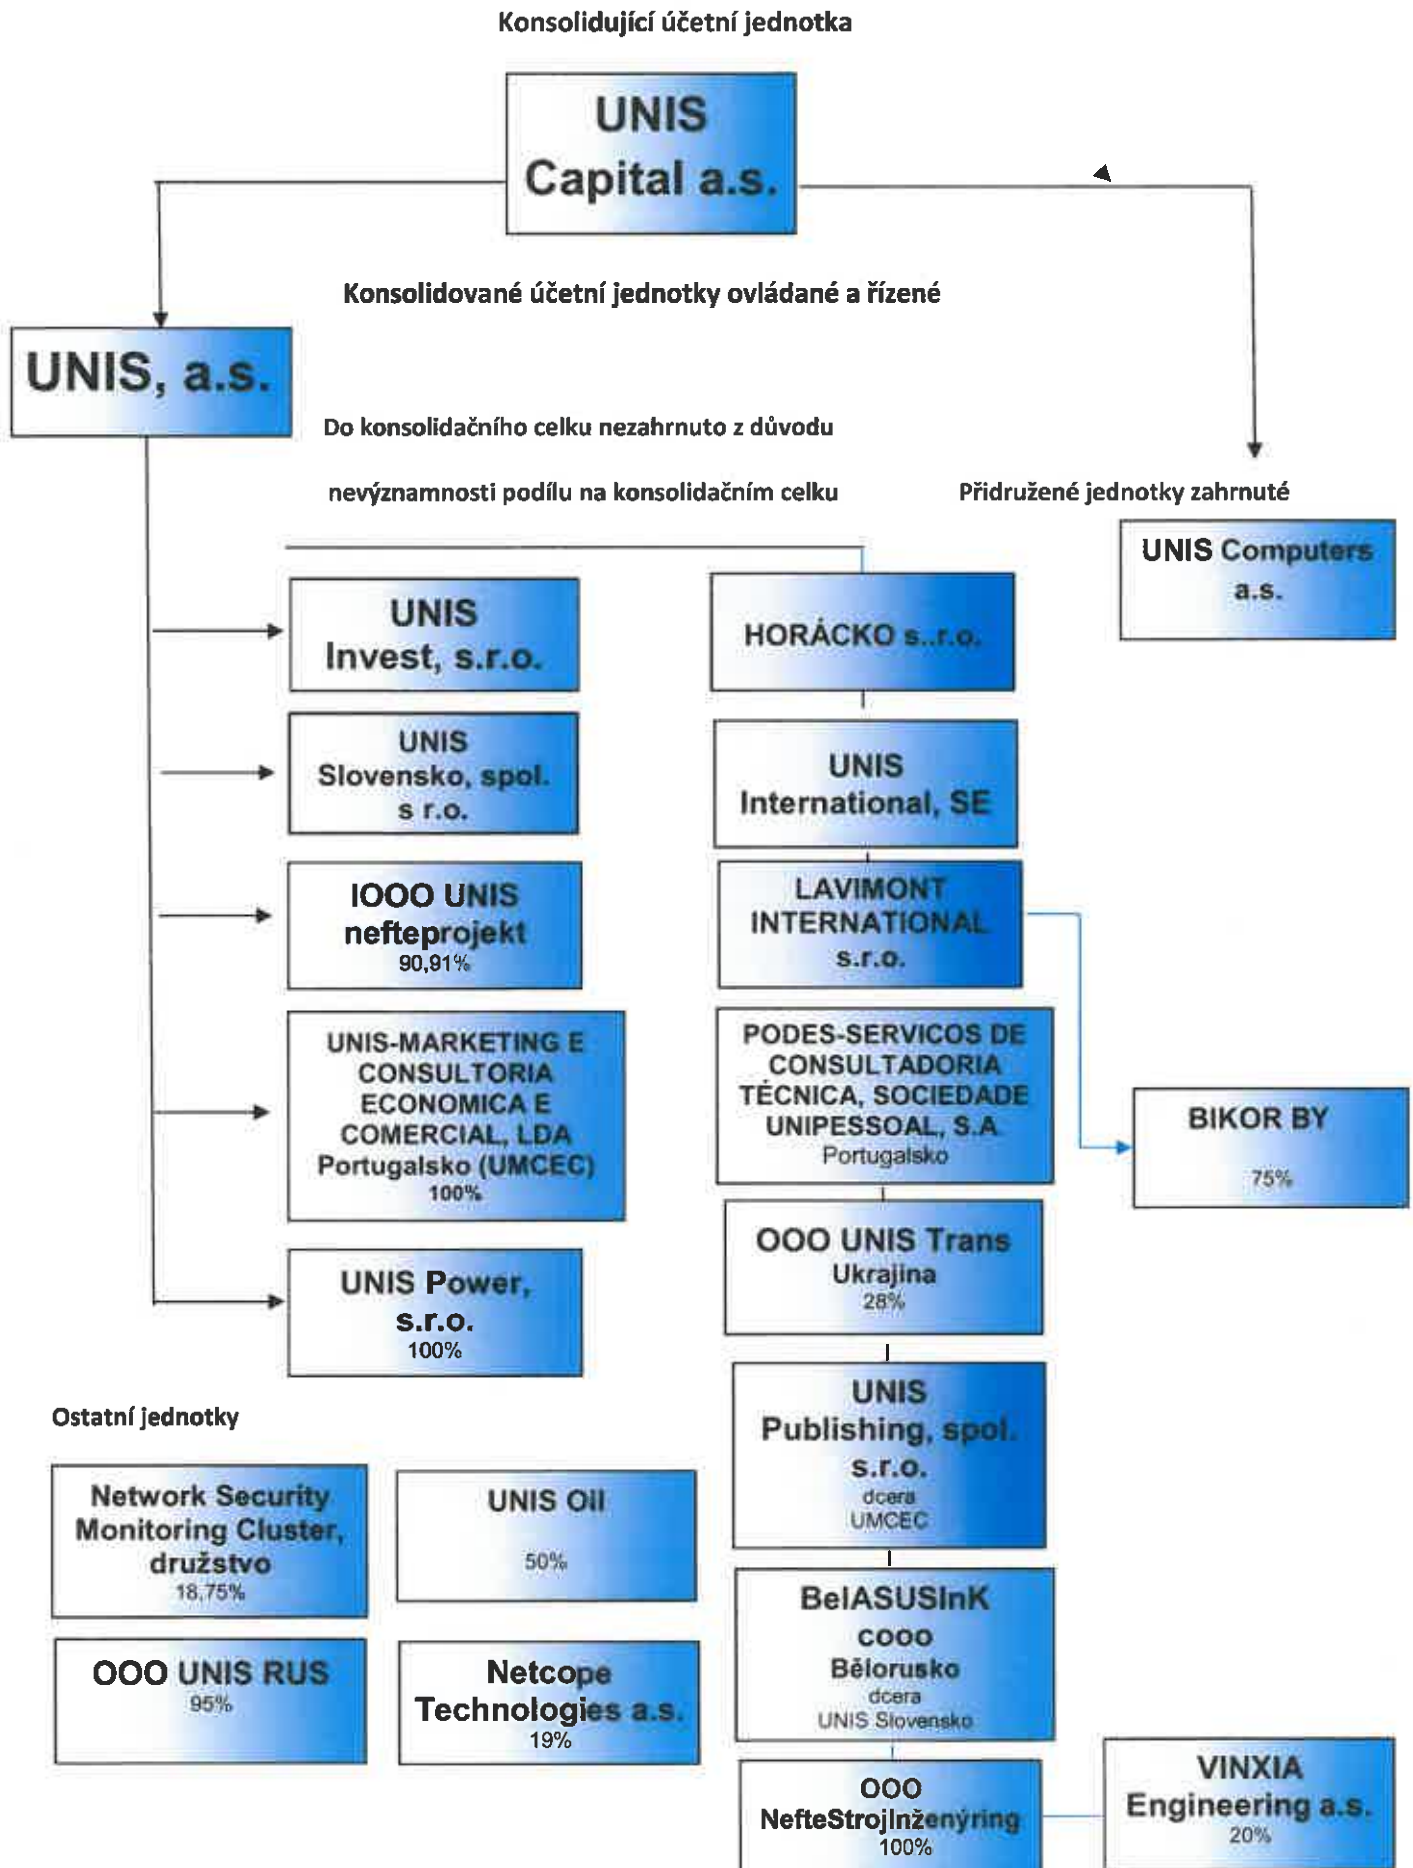 Konsolidující účetní jednotka
UNIS
Capital a.s.
Konsolidované účetní jednotky ovládané a řízené
UNIS, a.s.
Do konsolidačního celku nezahrnuto z důvodu
nevýznamnosti podílu na konsolidačním celku
Přidružené jednotky zahrnuté
UNIS Computers
a.s.
UNIS
Invest, s.r.o.
HORÁCKO s..r.o.
UNIS
Slovensko, spol.
s r.o.
UNIS
International, SE
IOOO UNIS
nefteprojekt
90,91%
LAVIMONT
INTERNATIONAL
s.r.o.
UNIS-MARKETING E
CONSULTORIA
ECONOMICA E
COMERCIAL, LDA
Portugalsko (UMCEC)
100%
PODES-SERVICOS DE
CONSULTADORIA
TÉCNICA, SOCIEDADE
UNIPESSOAL, S.A
Portugalsko
BIKOR BY
75%
UNIS Power,
s.r.o.
100%
OOO UNIS Trans
Ukrajina
28%
UNIS
Publishing, spol.
s.r.o.
dcera
UMCEC
Ostatní jednotky
Network Security
Monitoring Cluster,
družstvo
18,75%
UNIS Oil
50%
BelASUSInK
COOO
Bělorusko
dcera
UNIS Slovensko
OOO UNIS RUS
95%
Netcope
Technologies a.s.
19%
OOO
NefteStrojInženýring
100%
VINXIA
Engineering a.s.
20%